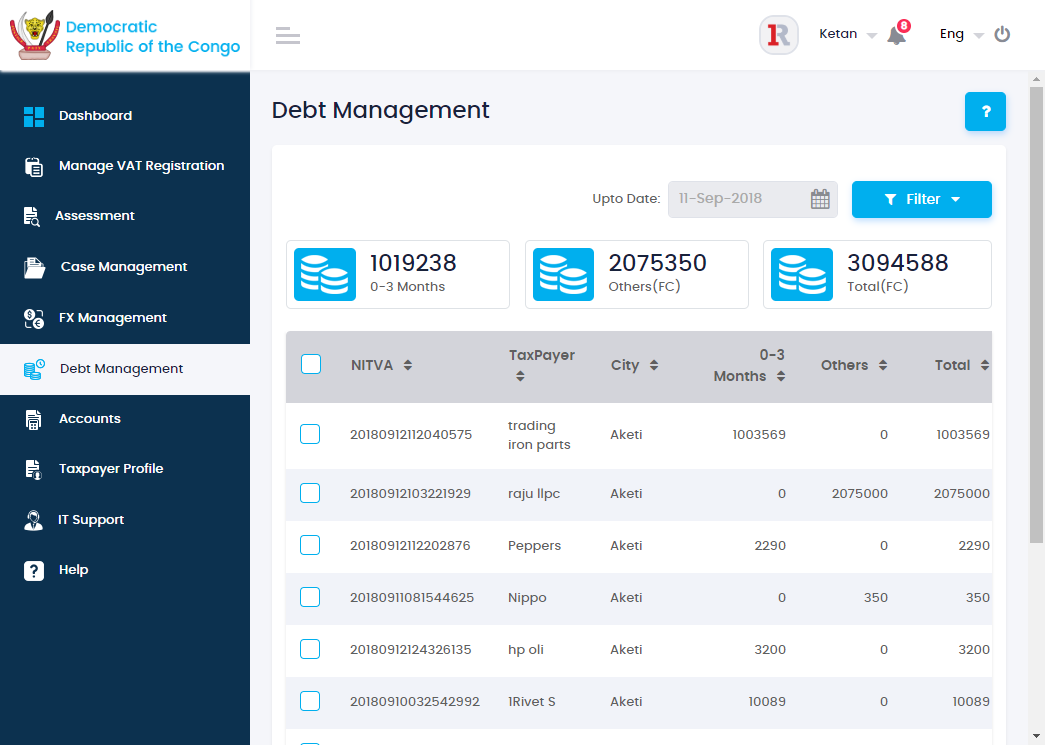 Democratic
Republic of the Congo
1R
Ketan
8
Eng
Dashboard
Manage VAT Registration
Assessment
Case Management
FX Management
Debt Management
Accounts
Taxpayer Profile
IT Support
? Help
Debt Management
?
Upto Date: 11-Sep-2018
Filter
1019238
0-3 Months
2075350
Others(FC)
3094588
Total(FC)
NITVA TaxPayer City 0-3 Months Others Total
20180912112040575 trading iron parts Aketi 1003569 0 1003569
20180912103221929 raju llpc Aketi 0 2075000 2075000
20180912112202876 Peppers Aketi 2290 0 2290
20180911081544625 Nippo Aketi 0 350 350
20180912124326135 hp oli Aketi 3200 0 3200
20180910032542992 1Rivet S Aketi 10089 0 10089